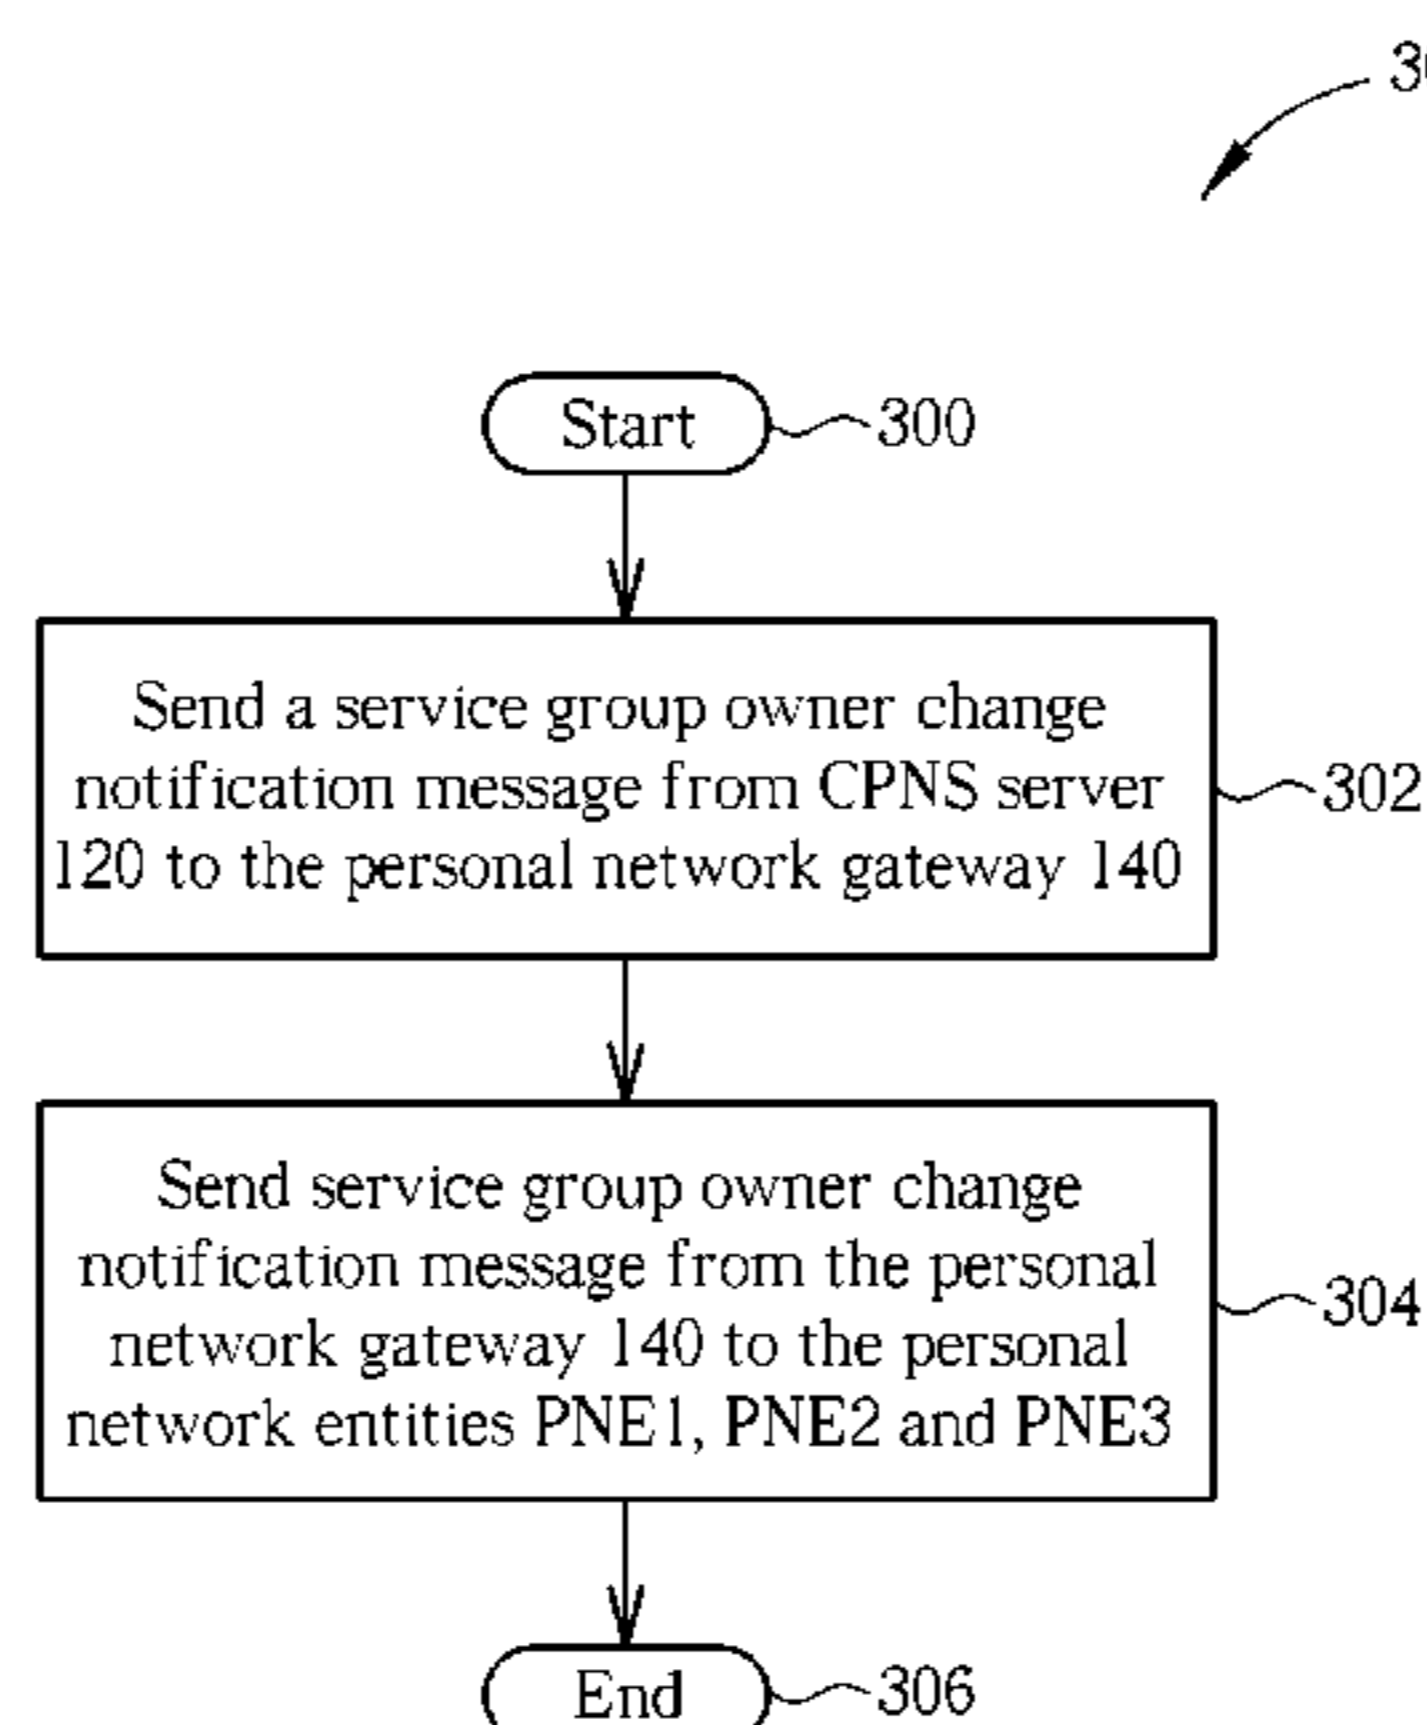 Start
300
Send a service group owner change
notification message from CPNS server
120 to the personal network gateway 140
302
Send service group owner change
notification message from the personal
network gateway 140 to the personal
network entities PNE1, PNE2 and PNE3
304
End
306